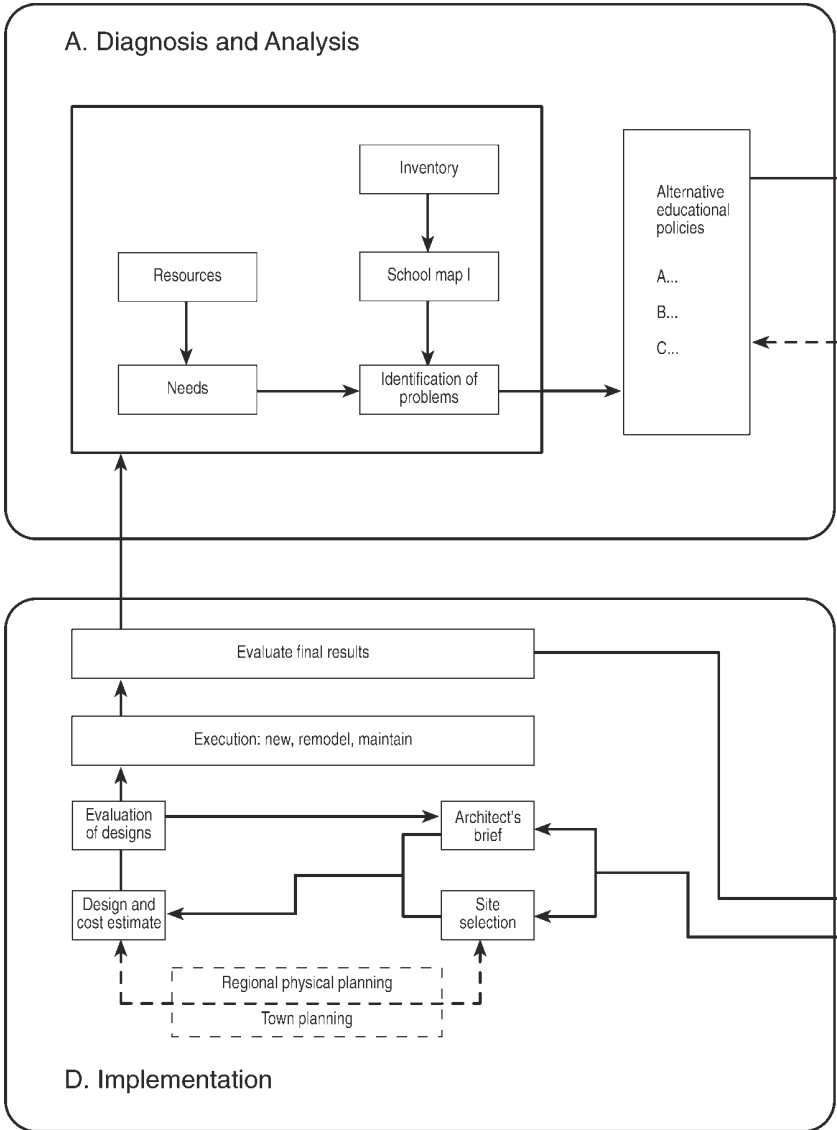 A. Diagnosis and Analysis
Inventory
Alternative
educational
policies
Resources
School map I
A...
B...
C...
Needs
Identification of
problems
Evaluate final results
Execution: new, remodel, maintain
Evaluation
of designs
Architect's
brief
Design and
cost estimate
Site
selection
Regional physical planning
Town planning
D. Implementation